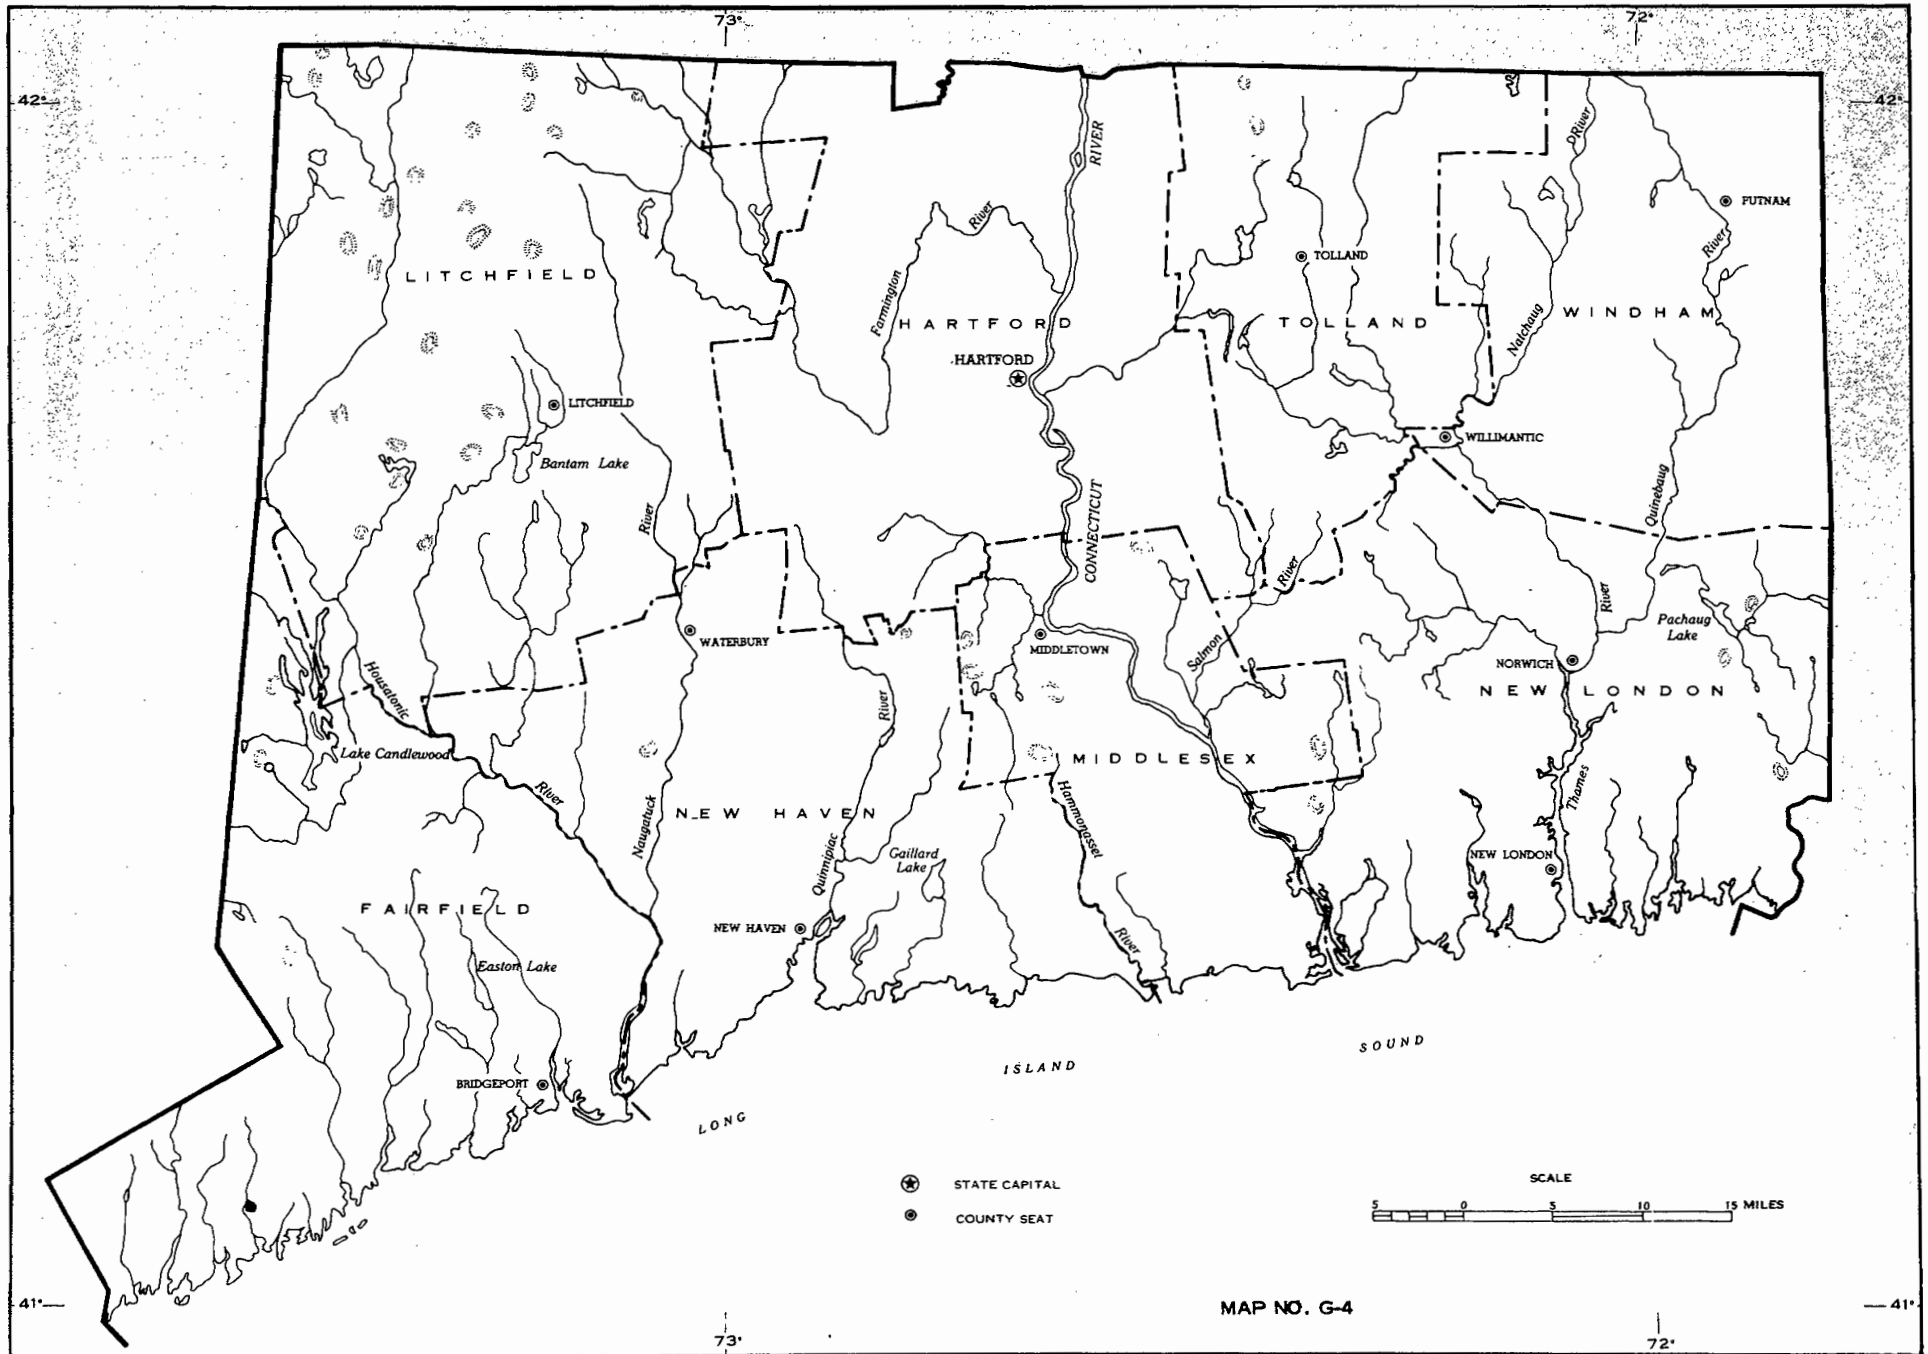 73°
72°
42°
42°
RIVER
River
River
PUTNAM
River
River
TOLLAND
LITCHFIELD
Farmington
HARTFORD
TOLLAND
Natchaug
WINDHAM
HARTFORD
LITCHFIELD
WILLIMANTIC
Bantam Lake
Quinebaug
River
CONNECTICUT
River
River
Pachaug
Lake
WATERBURY
MIDDLETOWN
Salmon
NORWICH
Housatonic
River
NEW LONDON
Lake Candlewood
MIDDLESEX
River
Hammonasset
Thames
Naugatuck
NEW HAVEN
Quinnipiac
Gaillard
Lake
NEW LONDON
FAIRFIELD
NEW HAVEN
River
Easton Lake
SOUND
ISLAND
BRIDGEPORT
LONG
STATE CAPITAL
COUNTY SEAT
SCALE
5 0 5 10 15 MILES
41°
41°
MAP NO. G-4
73°
72°